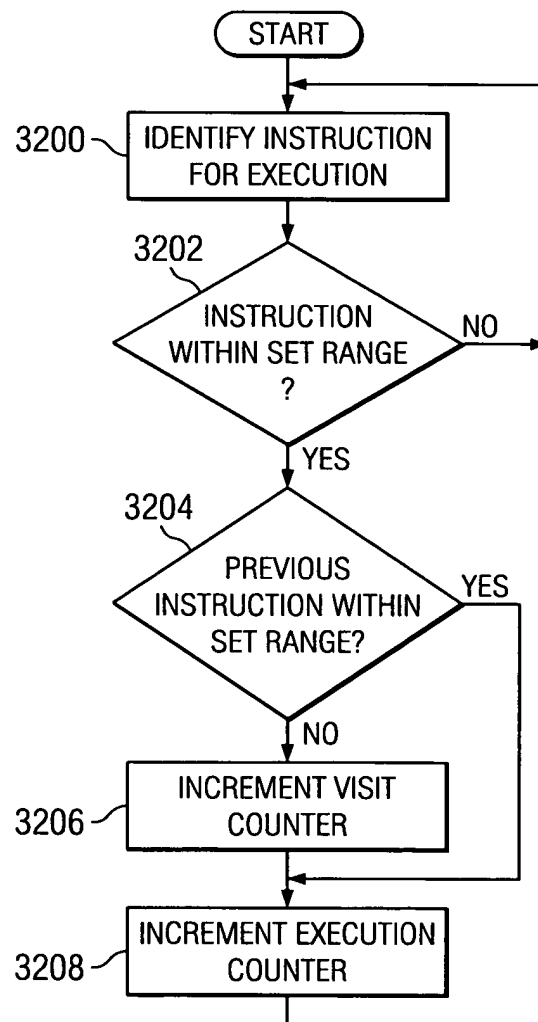 START
3200
IDENTIFY INSTRUCTION
FOR EXECUTION
3202
INSTRUCTION
WITHIN SET RANGE
?
NO
YES
3204
PREVIOUS
INSTRUCTION WITHIN
SET RANGE?
YES
NO
3206
INCREMENT VISIT
COUNTER
3208
INCREMENT EXECUTION
COUNTER